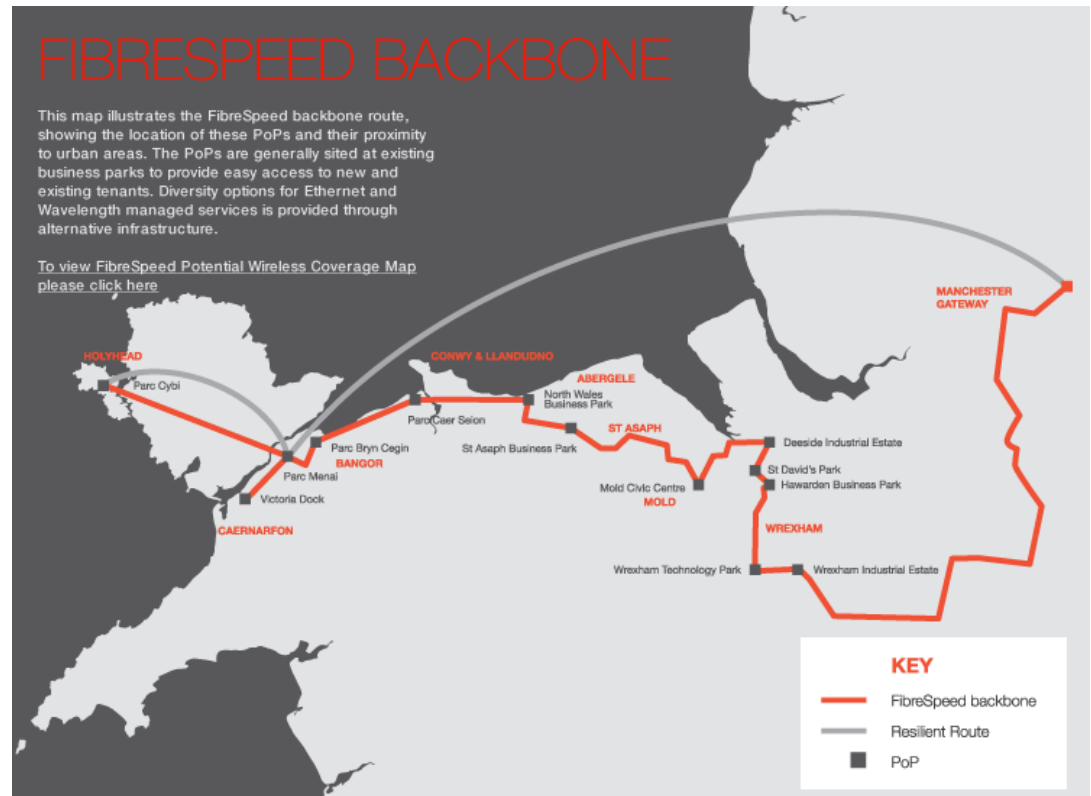 FIBRESPEED BACKBONE
This map illustrates the FibreSpeed backbone route,
showing the location of these PoPs and their proximity
to urban areas. The PoPs are generally sited at existing
business parks to provide easy access to new and
existing tenants. Diversity options for Ethernet and
Wavelength managed services is provided through
alternative infrastructure.
To view FibreSpeed Potential Wireless Coverage Map
please click here
MANCHESTER
GATEWAY
HOLYHEAD
Parc Cybi
CONWY & LLANDUDNO
ABERGELE
North Wales
Business Park
Parc Caer Seion
ST ASAPH
St Asaph Business Park
Parc Bryn Cegin
BANGOR
Parc Menai
Victoria Dock
CAERNARFON
Deeside Industrial Estate
St David's Park
Hawarden Business Park
Mold Civic Centre
MOLD
WREXHAM
Wrexham Technology Park
Wrexham Industrial Estate
KEY
FibreSpeed backbone
Resilient Route
PoP